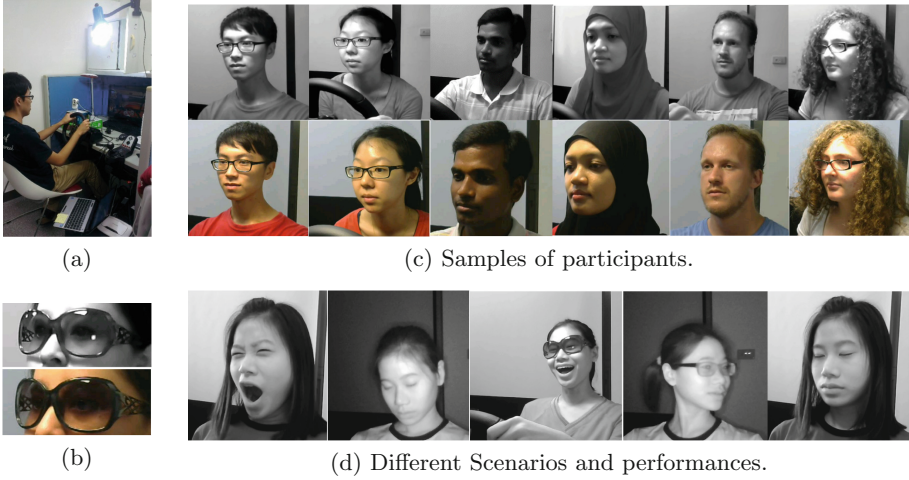 (a)
(c) Samples of participants.
(b)
(d) Different Scenarios and performances.